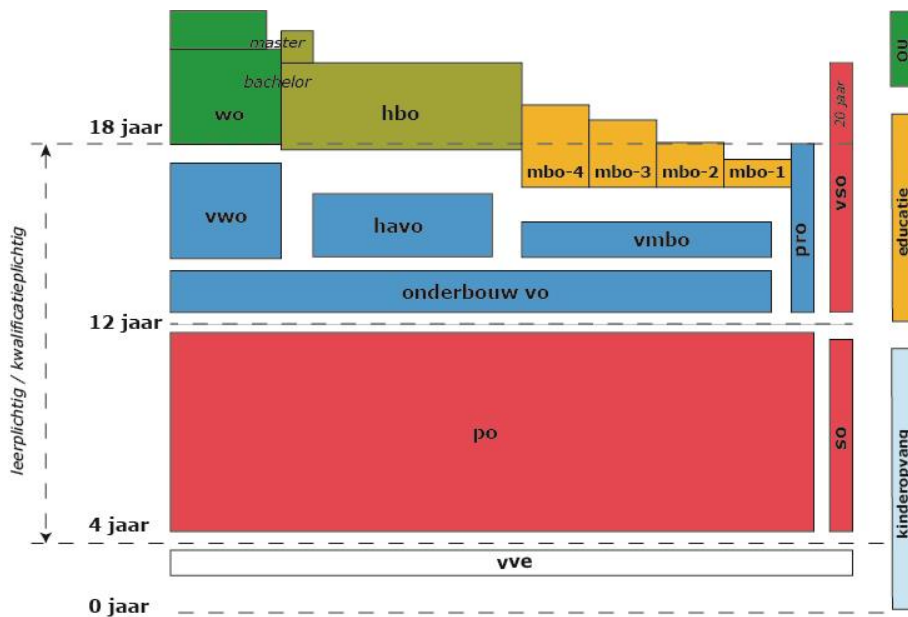 master
bachelor
wo
hbo
18 jaar
20 jaar
ou
mbo-4
mbo-3
mbo-2
mbo-1
vwo
havo
vmbo
pro
vso
educatie
onderbouw vo
12 jaar
leerplichtig / kwalificatieplichtig
po
so
kinderopvang
4 jaar
vve
0 jaar